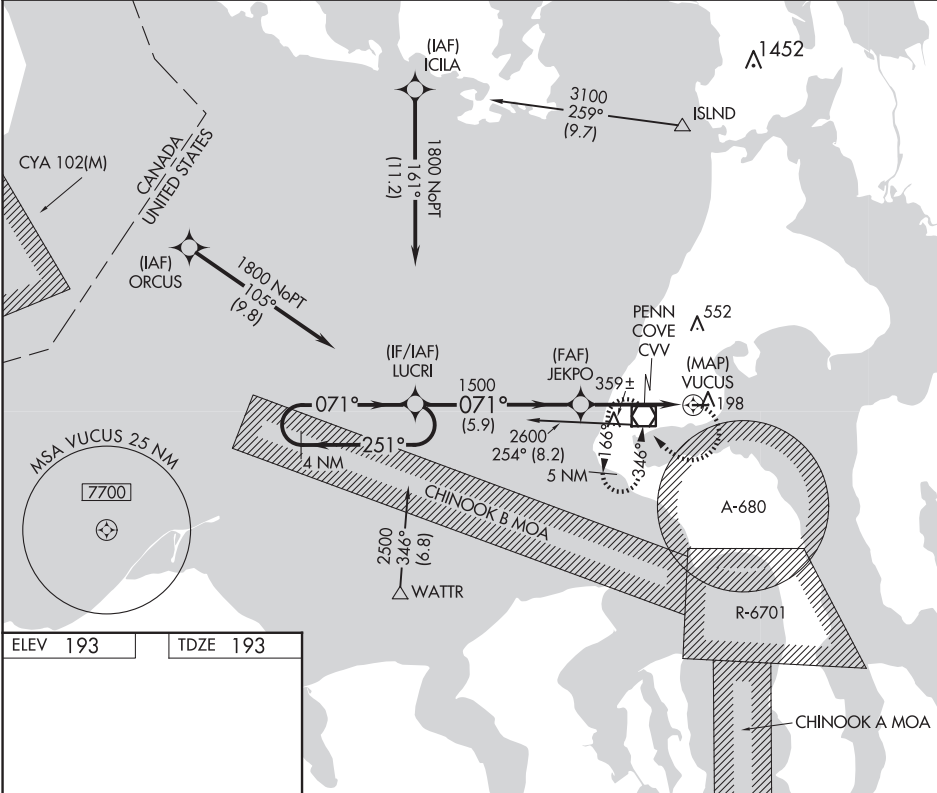 (IAF)
ICILA
1452
3100
259°
(9.7)
ISLND
CYA 102(M)
CANADA
UNITED STATES
1800 NoPT
161°
(11.2)
(IAF)
ORCUS
1800 NoPT
105°
(9.8)
PENN
COVE
CVV
552
(IF/IAF)
LUCRI
1500
071°
(5.9)
(FAF)
JEKPO
359±
(MAP)
VUCUS
198
071°
251°
4 NM
2600
254° (8.2)
166°
346°
5 NM
MSA VUCUS 25 NM
7700
CHINOOK B MOA
A-680
2500
346°
(6.8)
WATTR
R-6701
ELEV 193
TDZE 193
CHINOOK A MOA